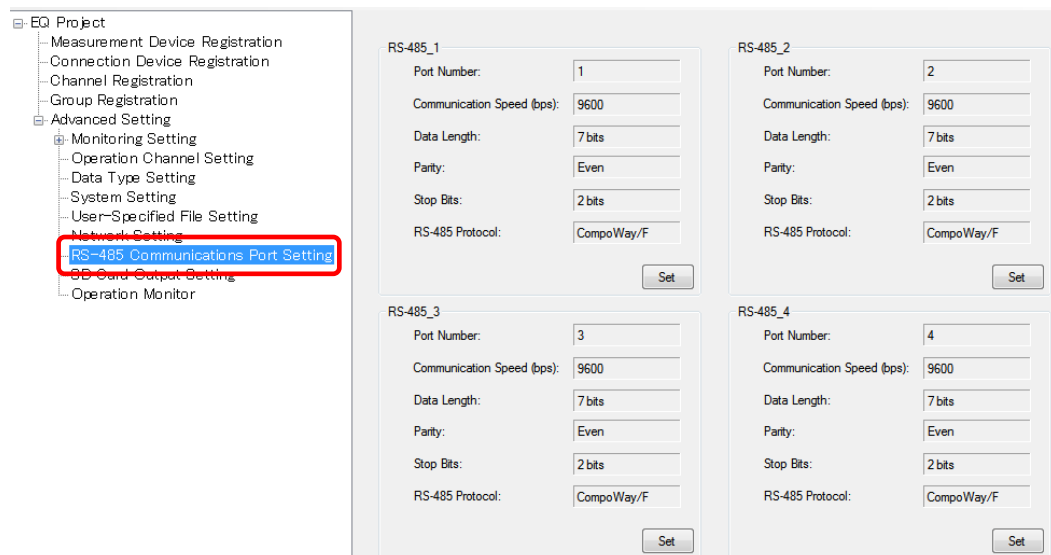 EQ Project
Measurement Device Registration
Connection Device Registration
Channel Registration
Group Registration
Advanced Setting
Monitoring Setting
Operation Channel Setting
Data Type Setting
System Setting
User-Specified File Setting
Network Setting
RS-485 Communications Port Setting
SD Card Output Setting
Operation Monitor
RS-485_1
Port Number: 1
Communication Speed (bps): 9600
Data Length: 7 bits
Parity: Even
Stop Bits: 2 bits
RS-485 Protocol: CompoWay/F
Set
RS-485_2
Port Number: 2
Communication Speed (bps): 9600
Data Length: 7 bits
Parity: Even
Stop Bits: 2 bits
RS-485 Protocol: CompoWay/F
Set
RS-485_3
Port Number: 3
Communication Speed (bps): 9600
Data Length: 7 bits
Parity: Even
Stop Bits: 2 bits
RS-485 Protocol: CompoWay/F
Set
RS-485_4
Port Number: 4
Communication Speed (bps): 9600
Data Length: 7 bits
Parity: Even
Stop Bits: 2 bits
RS-485 Protocol: CompoWay/F
Set